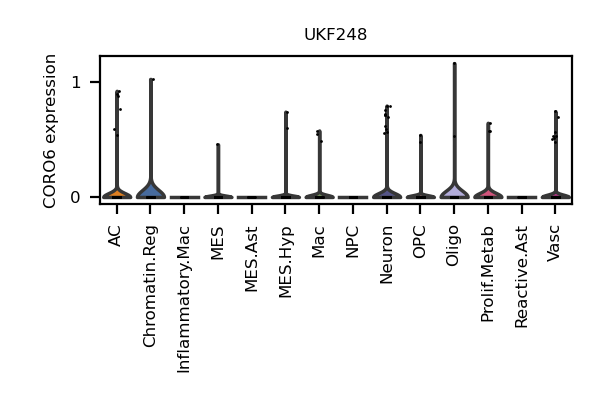 UKF248
CORO6 expression
1
0
AC
Chromatin.Reg
Inflammatory.Mac
MES
MES.Ast
MES.Hyp
Mac
NPC
Neuron
OPC
Oligo
Prolif.Metab
Reactive.Ast
Vasc